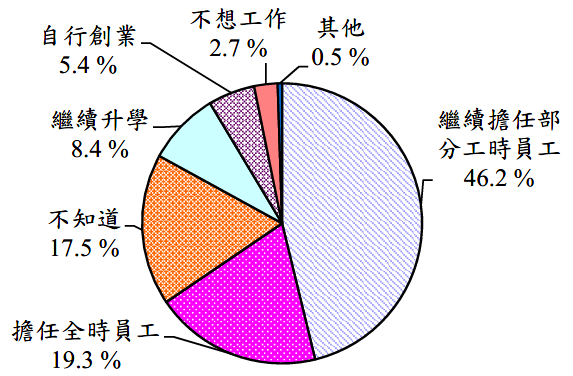 不想工作
2.7 %
其他
0.5 %
自行創業
5.4 %
繼續升學
8.4 %
繼續擔任部
分工時員工
46.2 %
不知道
17.5 %
擔任全時員工
19.3 %